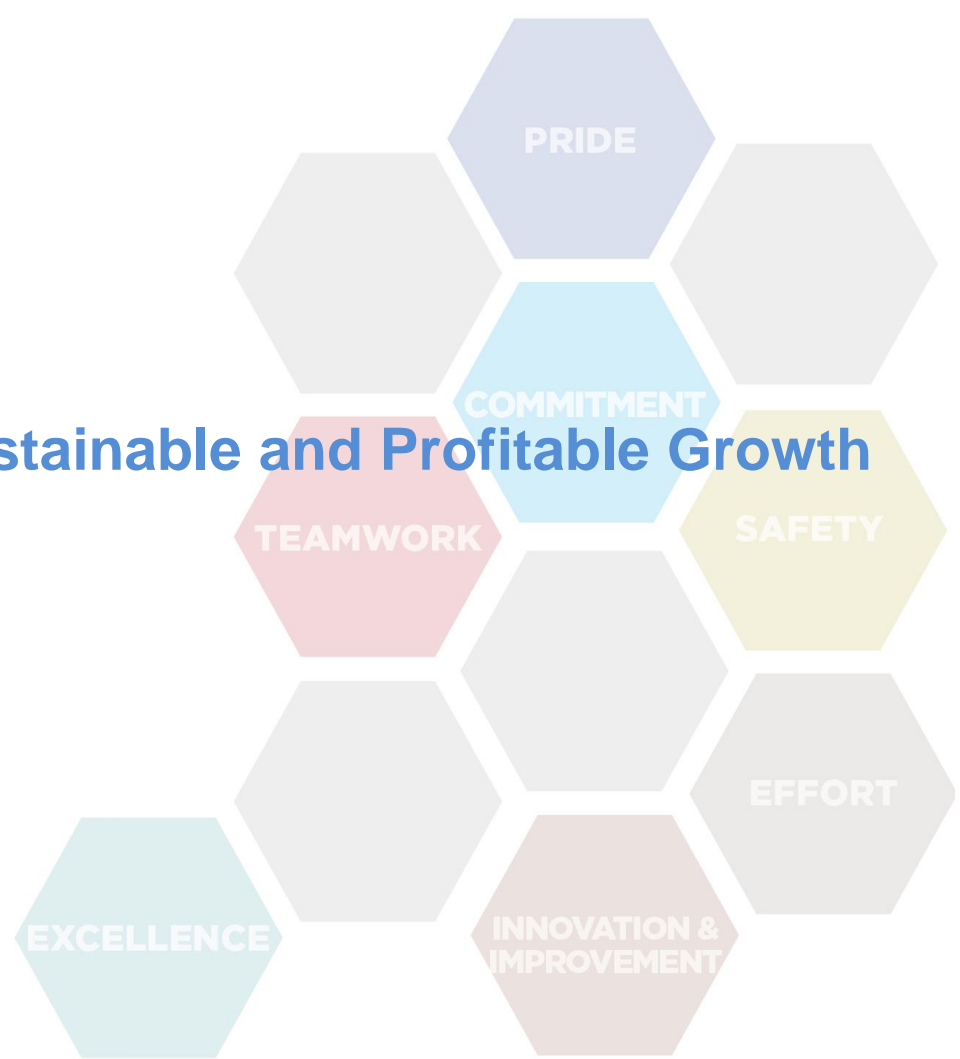 PRIDE
COMMITMENT
stainable and Profitable Growth
TEAMWORK
SAFETY
EFFORT
EXCELLENCE
INNOVATION &
IMPROVEMENT